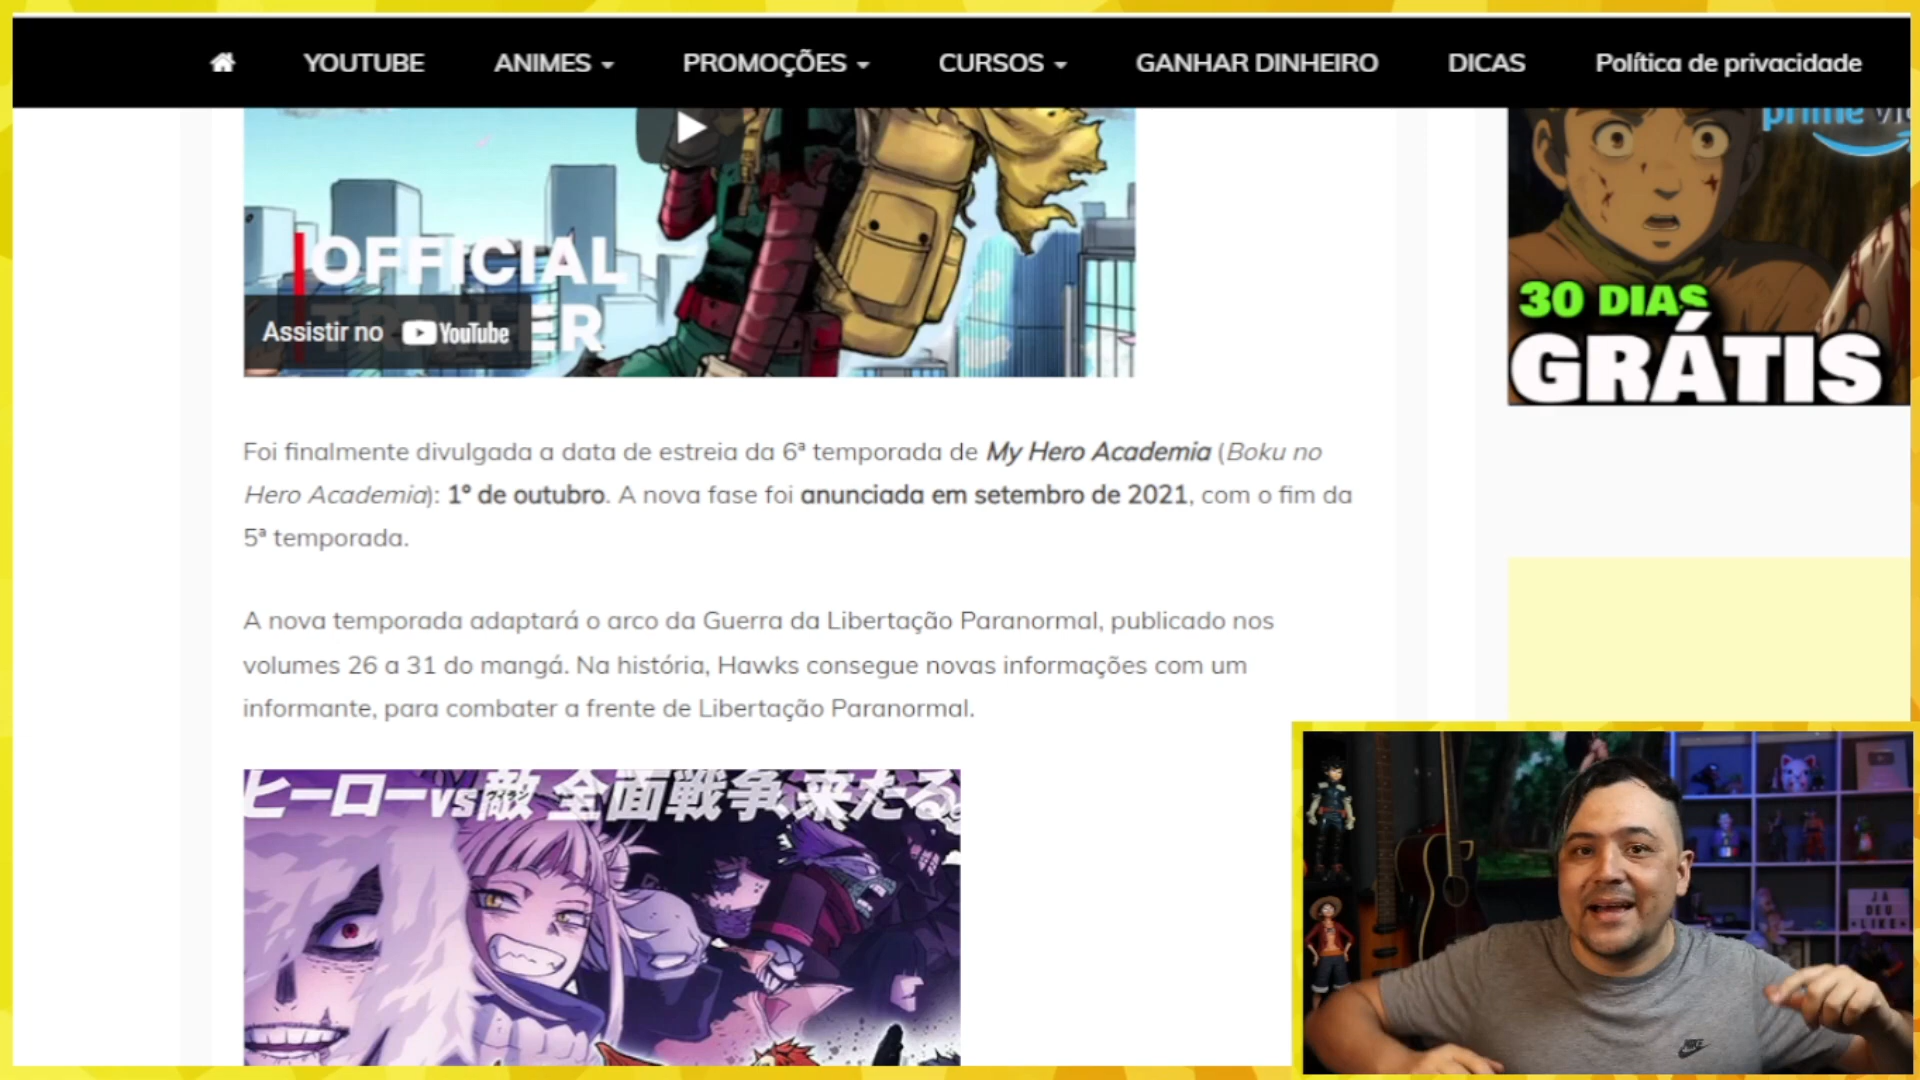 YOUTUBE ANIMES PROMOÇÕES CURSOS GANHAR DINHEIRO DICAS Política de privacidade
prime
OFFICIAL
Assistir no YouTube
30 DIAS
GRÁTIS
Foi finalmente divulgada a data de estreia da 6ª temporada de My Hero Academia (Boku no
Hero Academia): 1º de outubro. A nova fase foi anunciada em setembro de 2021, com o fim da
5ª temporada.
A nova temporada adaptará o arco da Guerra da Libertação Paranormal, publicado nos
volumes 26 a 31 do mangá. Na história, Hawks consegue novas informações com um
informante, para combater a frente de Libertação Paranormal.
ヒーローvs敵 全面戦争、来たる。
JA
DEU
LIKE
NIKE